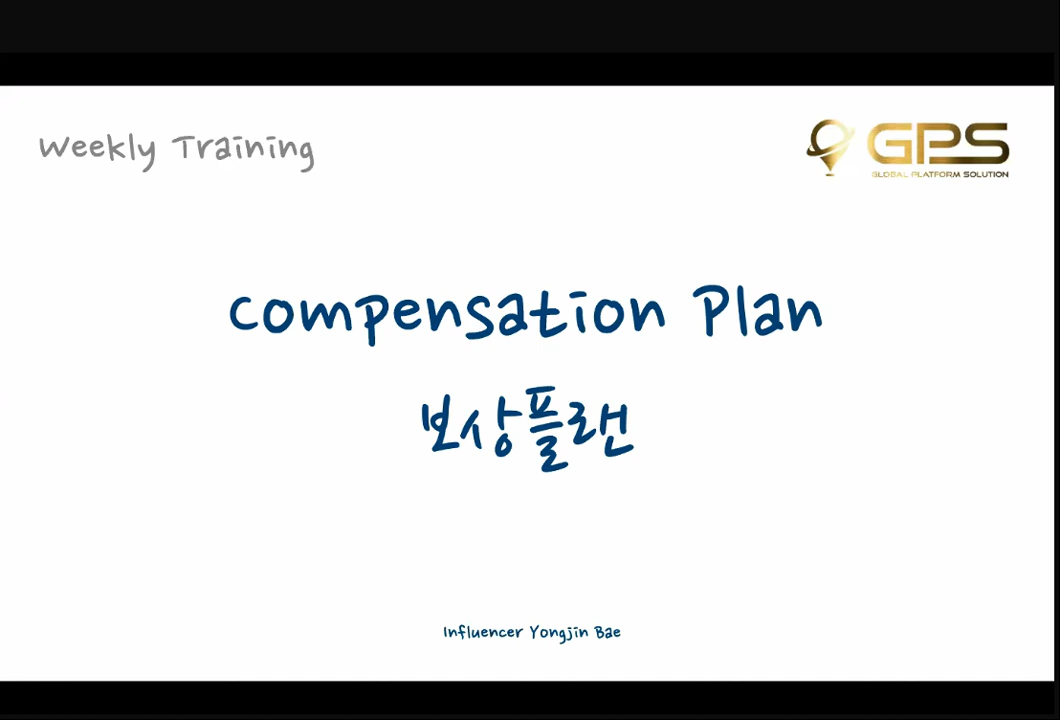 Weekly Training
GPS
GLOBAL PLATFORM SOLUTION
Compensation Plan
보상플랜
Influencer Yongjin Bae